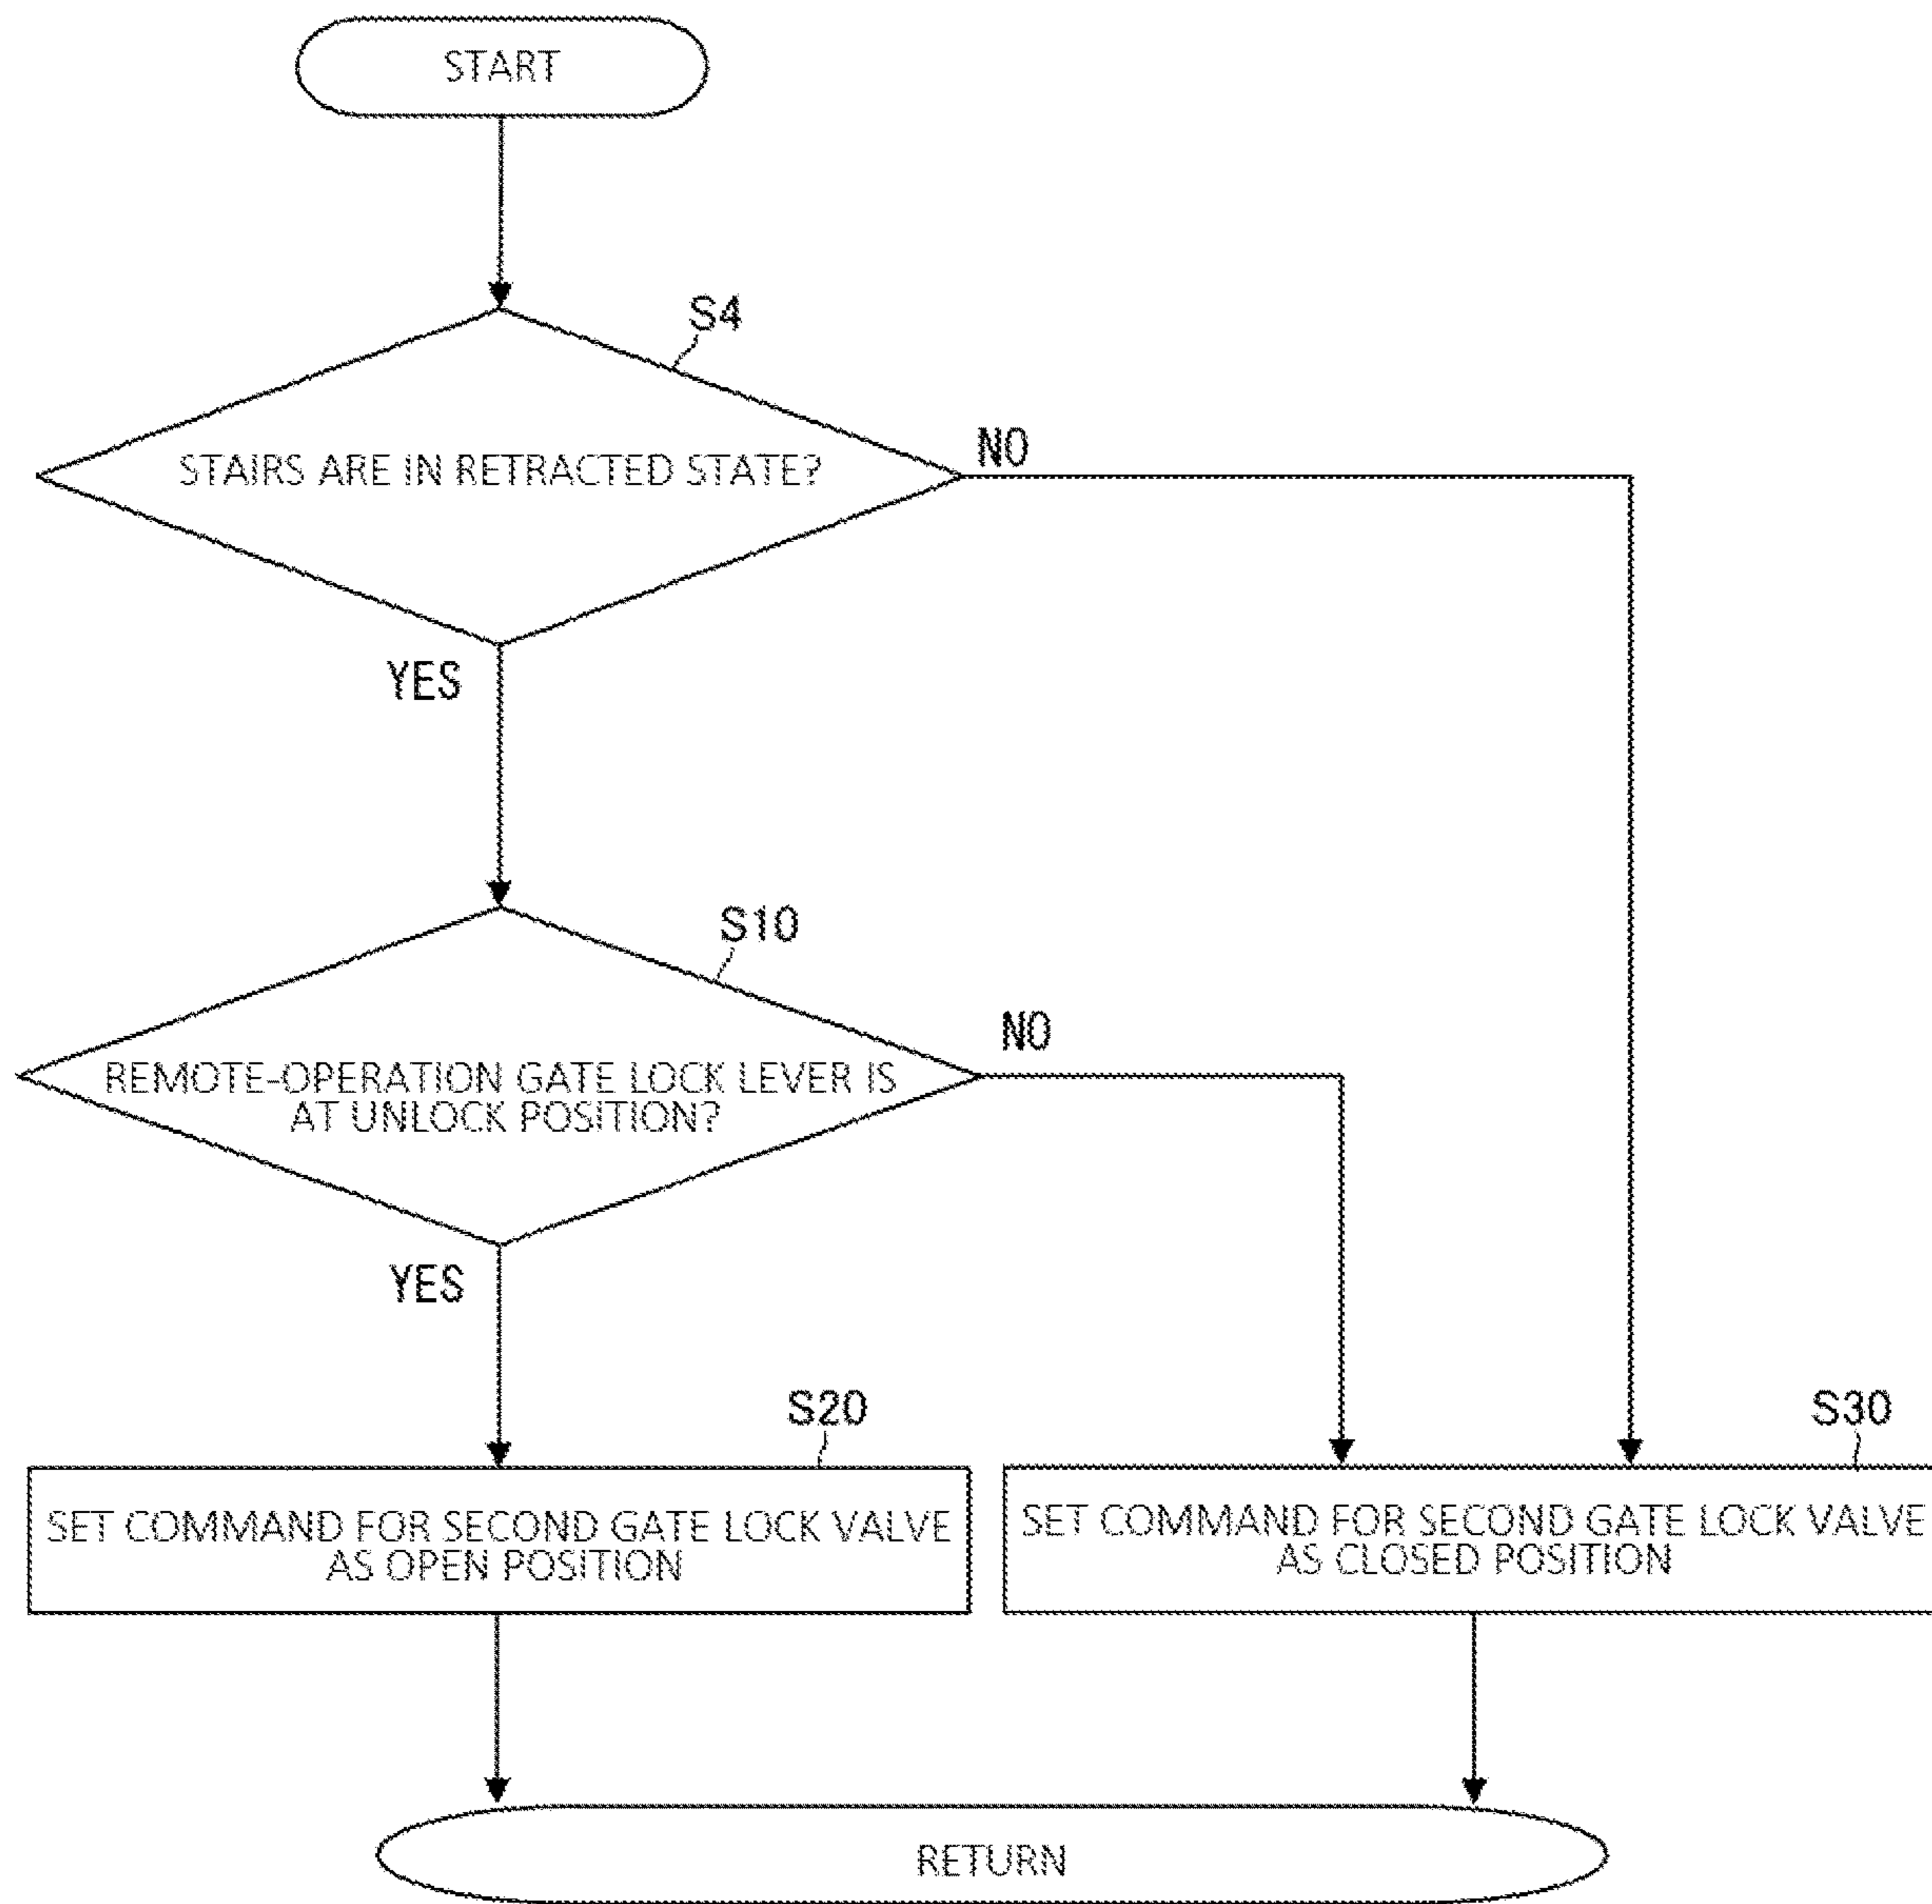 START
S4
STAIRS ARE IN RETRACTED STATE?
NO
YES
S10
REMOTE-OPERATION GATE LOCK LEVER IS
AT UNLOCK POSITION?
NO
YES
S20
SET COMMAND FOR SECOND GATE LOCK VALVE
AS OPEN POSITION
S30
SET COMMAND FOR SECOND GATE LOCK VALVE
AS CLOSED POSITION
RETURN